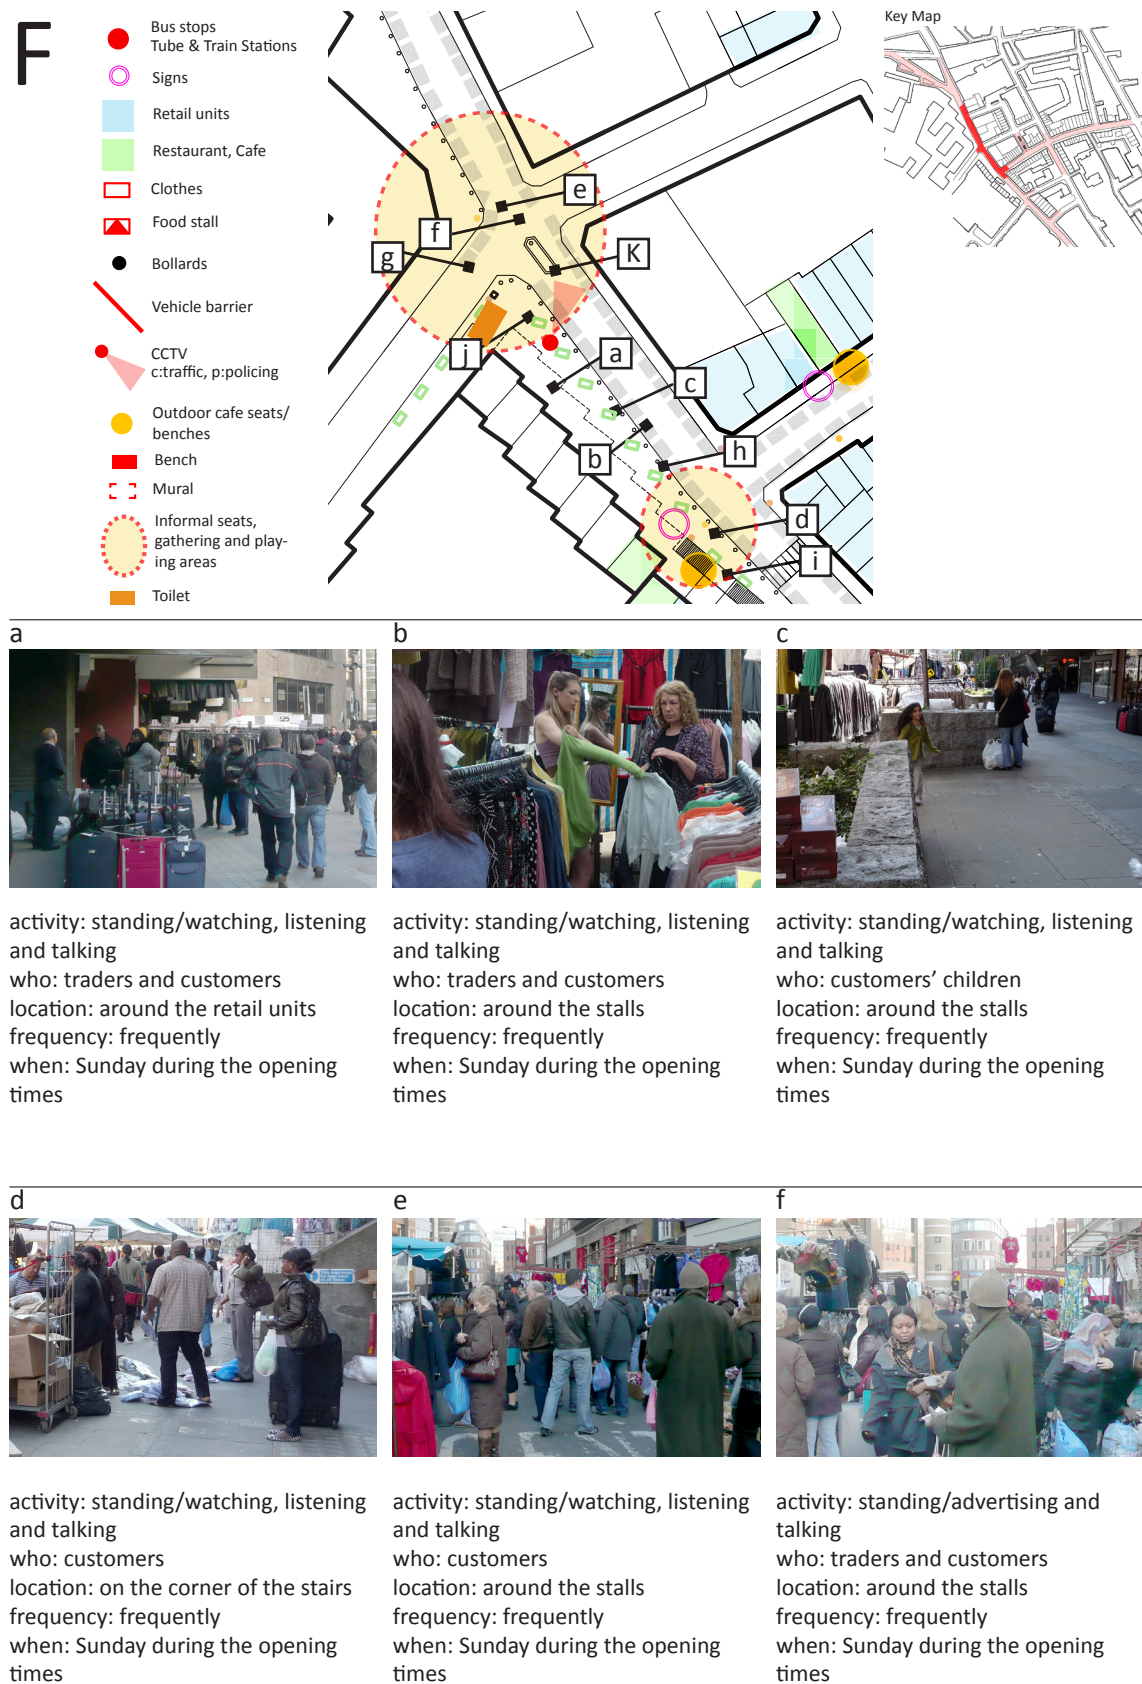 F
Bus stops
Tube & Train Stations
Signs
Retail units
Restaurant, Cafe
Clothes
Food stall
Bollards
Vehicle barrier
CCTV
c:traffic, p:policing
Outdoor cafe seats/
benches
Bench
Mural
Informal seats,
gathering and play-
ing areas
Toilet
Key Map
e
f
g
K
j
a
c
b
h
d
i
a
b
c
activity: standing/watching, listening
and talking
who: traders and customers
location: around the retail units
frequency: frequently
when: Sunday during the opening
times
activity: standing/watching, listening
and talking
who: traders and customers
location: around the stalls
frequency: frequently
when: Sunday during the opening
times
activity: standing/watching, listening
and talking
who: customers’ children
location: around the stalls
frequency: frequently
when: Sunday during the opening
times
d
e
f
activity: standing/watching, listening
and talking
who: customers
location: on the corner of the stairs
frequency: frequently
when: Sunday during the opening
times
activity: standing/watching, listening
and talking
who: customers
location: around the stalls
frequency: frequently
when: Sunday during the opening
times
activity: standing/advertising and
talking
who: traders and customers
location: around the stalls
frequency: frequently
when: Sunday during the opening
times